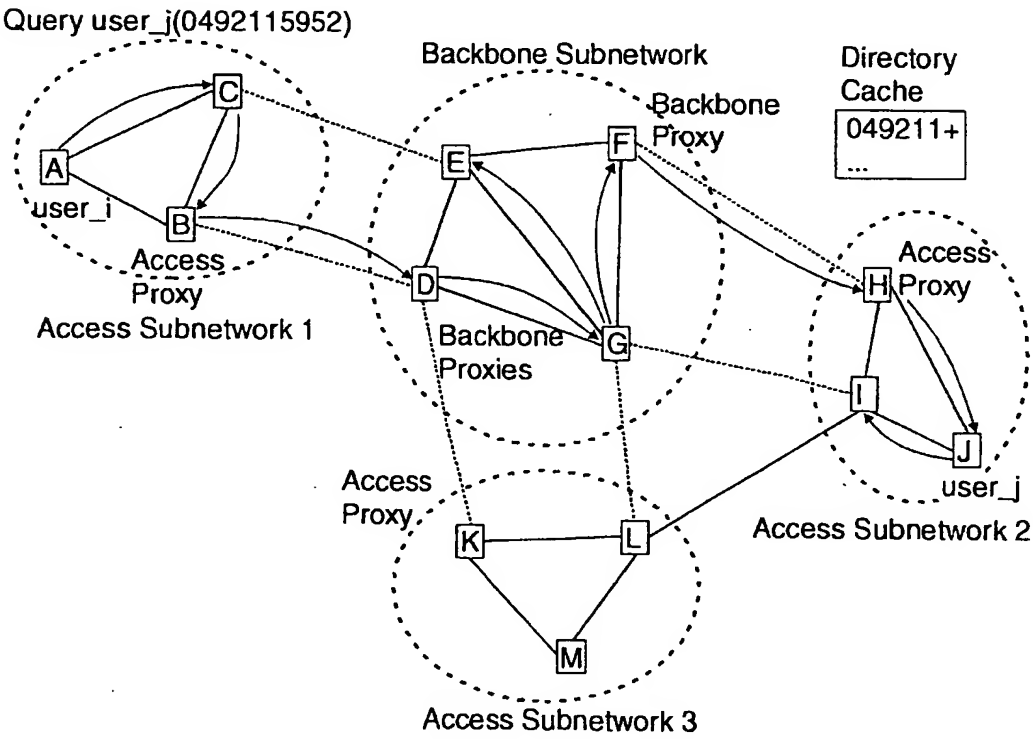 Query user_j(0492115952)
Backbone Subnetwork
Directory
Cache
049211+
...
C
Backbone
Proxy
F
E
A
user_i
B
Access
Proxy
Access Subnetwork 1
D
Backbone
Proxies
G
Access
Proxy
H
I
J
user_j
Access Subnetwork 2
Access
Proxy
K
L
M
Access Subnetwork 3